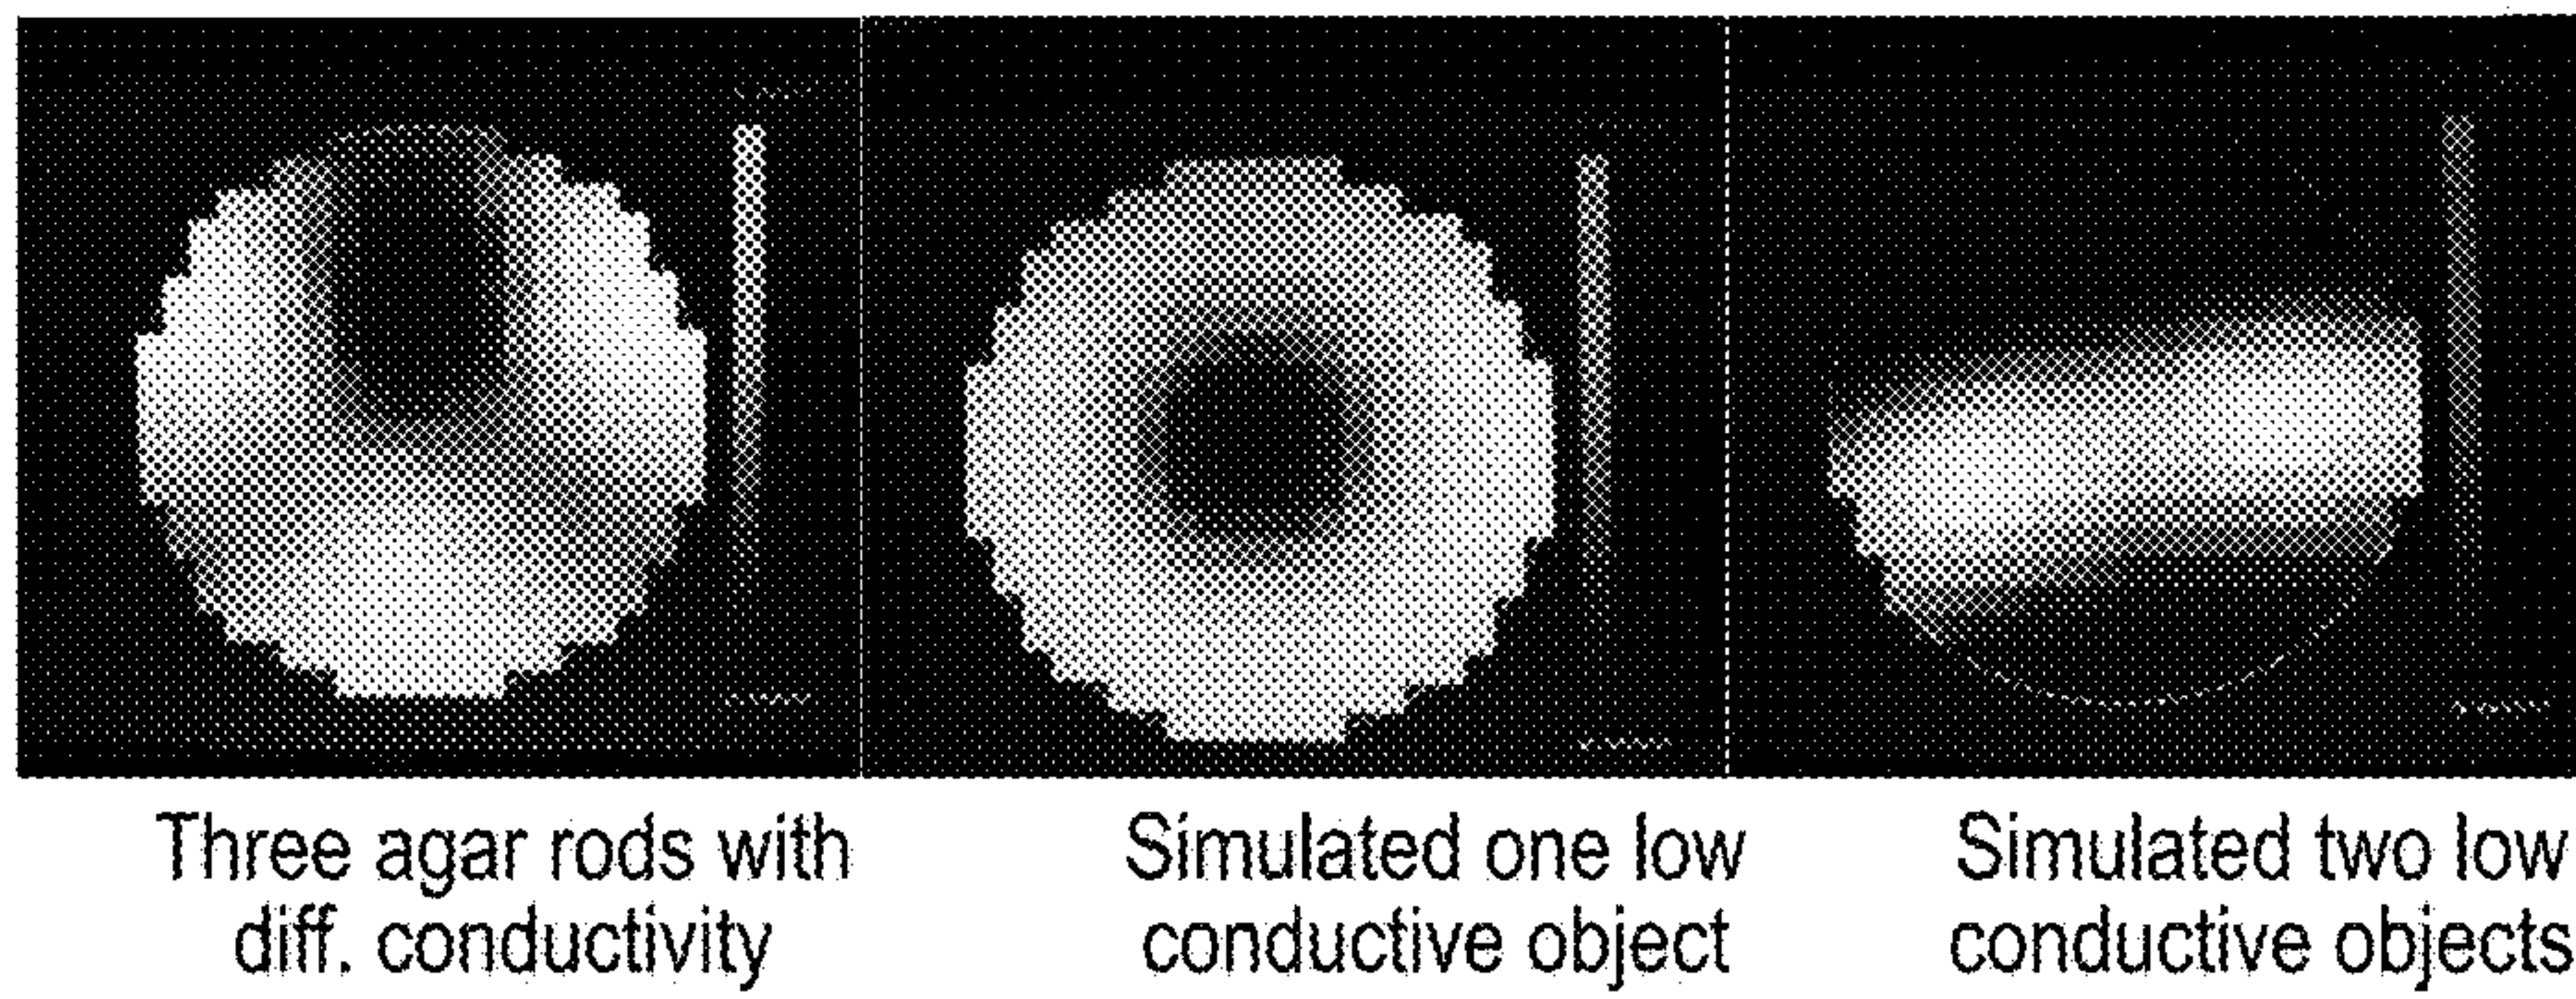 Three agar rods with
diff. conductivity
Simulated one low
conductive object
Simulated two low
conductive objects